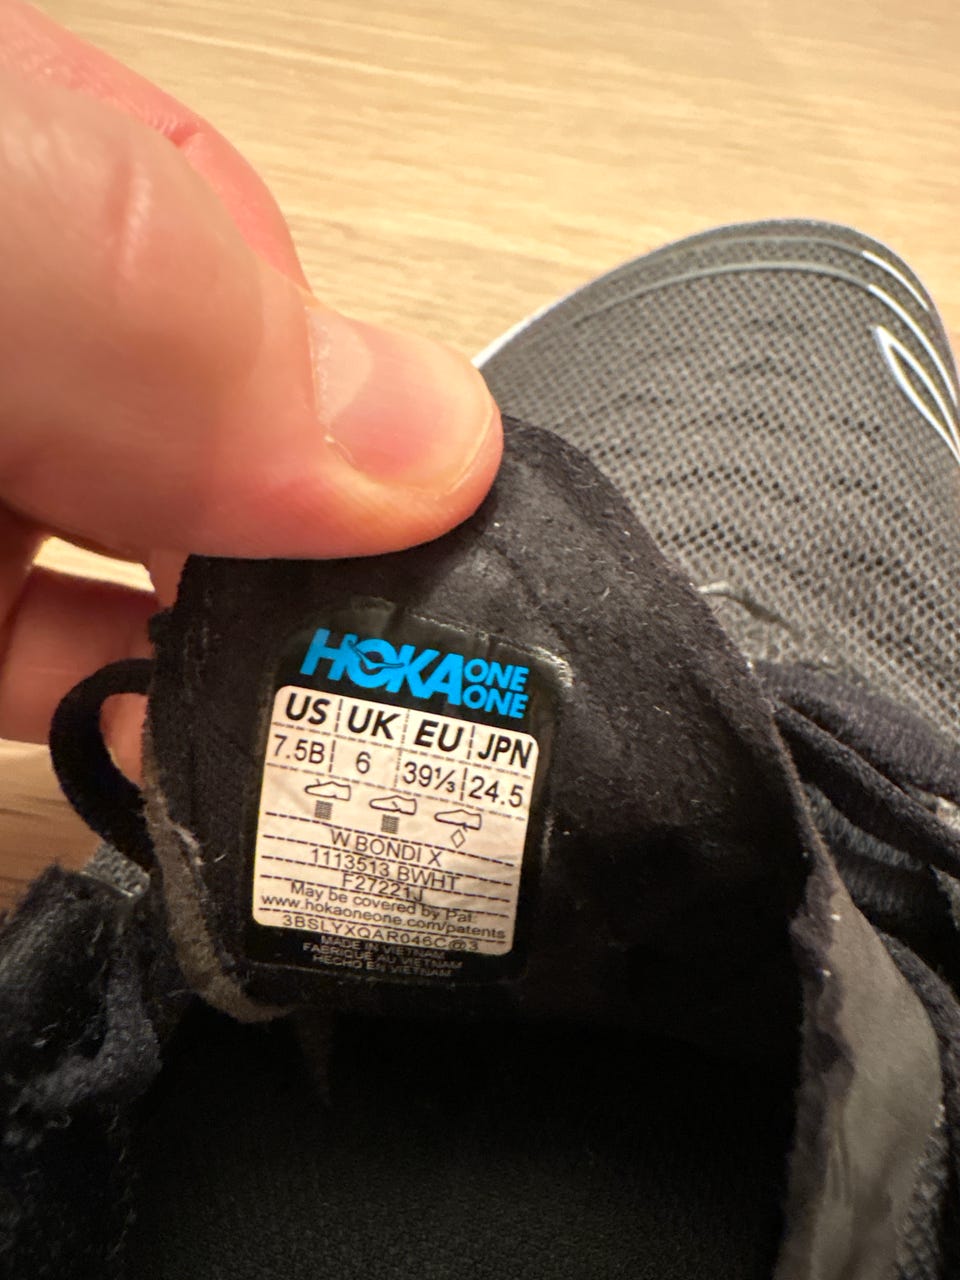 HOKA ONE ONE
US UK EU JPN
7.5B 6 39⅓ 24.5
W BONDI X
1113513 BWHT
F27221J
May be covered by Pat.
www.hokaoneone.com/patents
3BSLYXQAR046C@3
MADE IN VIETNAM
FABRIQUÉ AU VIETNAM
HECHO EN VIETNAM